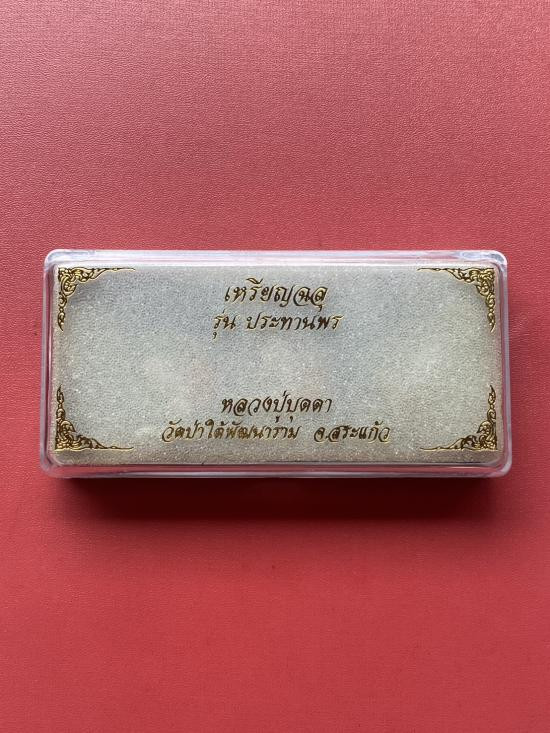 เหรียญฉลุ
รุ่น ประทานพร
หลวงปู่บุดดา
วัดป่าใต้พัฒนาราม จ.สระแก้ว